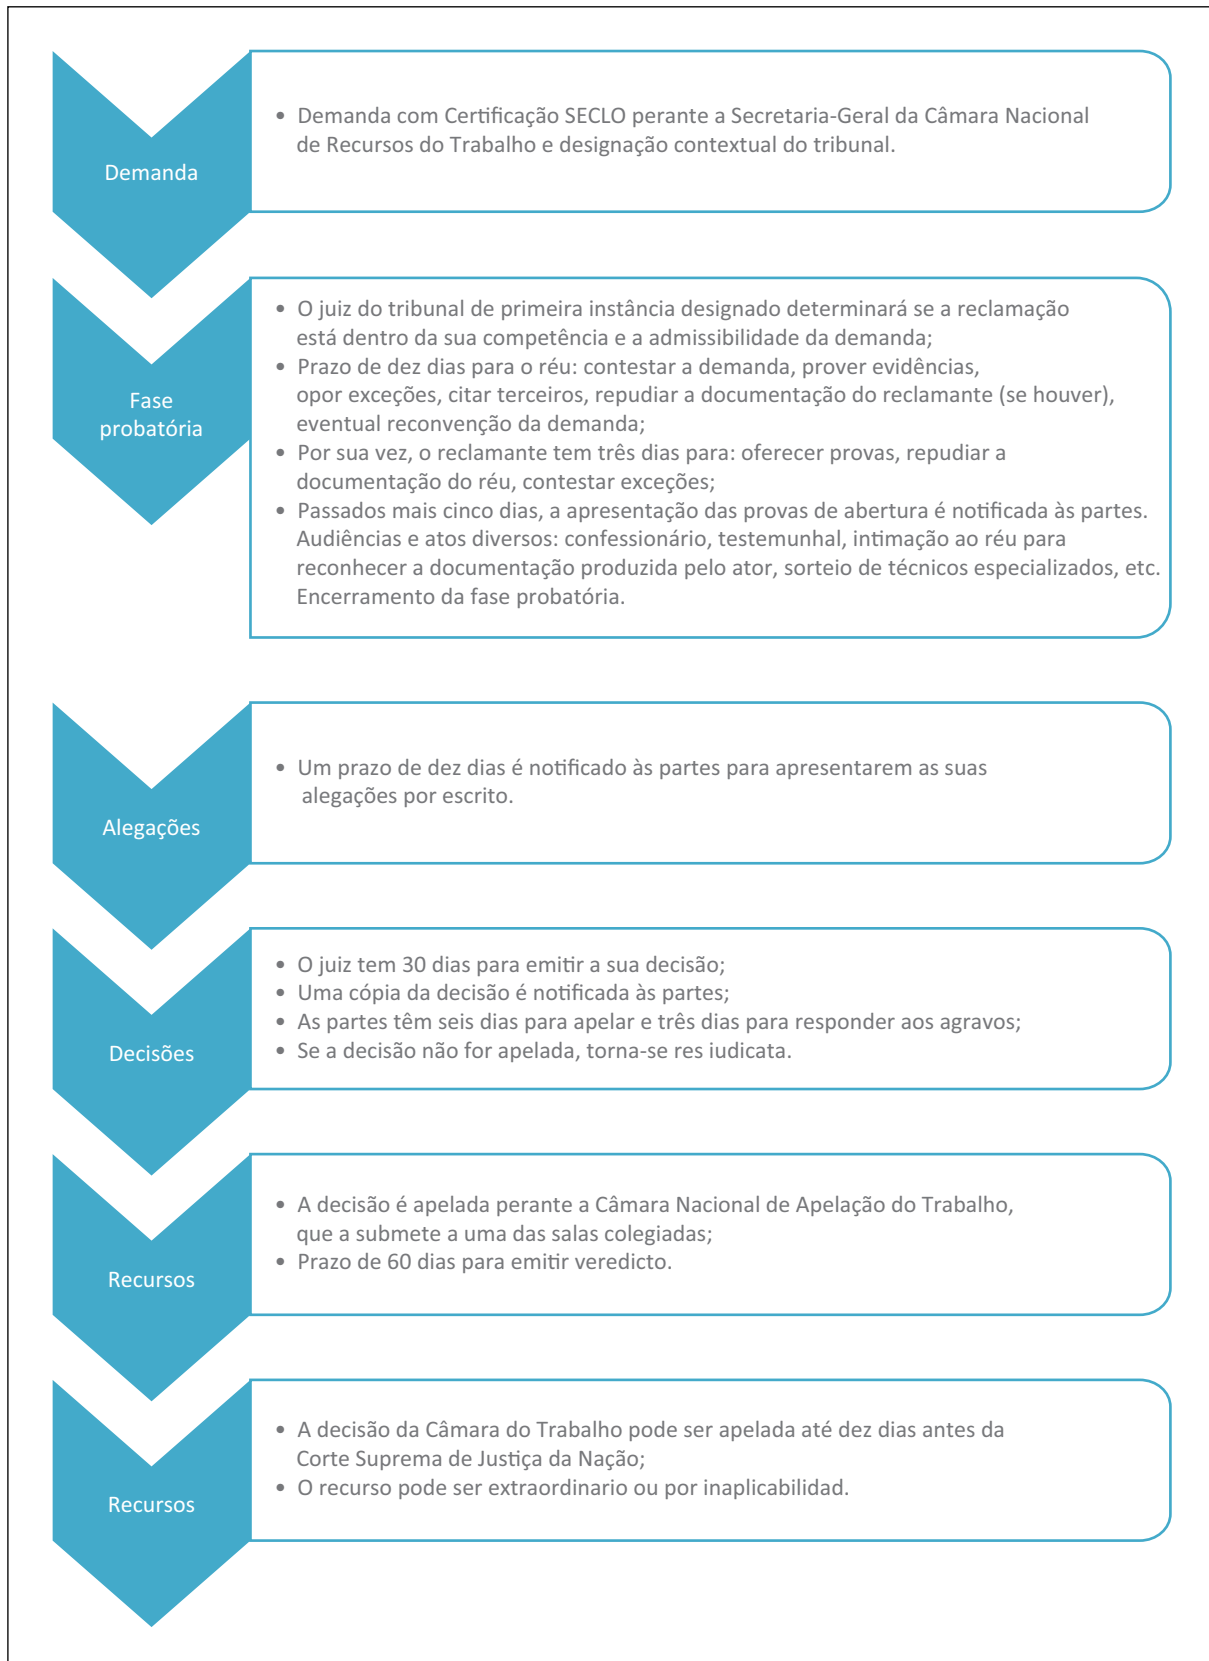 Demanda
• Demanda com Certificação SECLO perante a Secretaria-Geral da Câmara Nacional
de Recursos do Trabalho e designação contextual do tribunal.
Fase
probatória
• O juiz do tribunal de primeira instância designado determinará se a reclamação
está dentro da sua competência e a admissibilidade da demanda;
• Prazo de dez dias para o réu: contestar a demanda, prover evidências,
opor exceções, citar terceiros, repudiar a documentação do reclamante (se houver),
eventual reconvenção da demanda;
• Por sua vez, o reclamante tem três dias para: oferecer provas, repudiar a
documentação do réu, contestar exceções;
• Passados mais cinco dias, a apresentação das provas de abertura é notificada às partes.
Audiências e atos diversos: confessionário, testemunhal, intimação ao réu para
reconhecer a documentação produzida pelo ator, sorteio de técnicos especializados, etc.
Encerramento da fase probatória.
Alegações
• Um prazo de dez dias é notificado às partes para apresentarem as suas
alegações por escrito.
Decisões
• O juiz tem 30 dias para emitir a sua decisão;
• Uma cópia da decisão é notificada às partes;
• As partes têm seis dias para apelar e três dias para responder aos agravos;
• Se a decisão não for apelada, torna-se res iudicata.
Recursos
• A decisão é apelada perante a Câmara Nacional de Apelação do Trabalho,
que a submete a uma das salas colegiadas;
• Prazo de 60 dias para emitir veredicto.
Recursos
• A decisão da Câmara do Trabalho pode ser apelada até dez dias antes da
Corte Suprema de Justiça da Nação;
• O recurso pode ser extraordinario ou por inaplicabilidad.